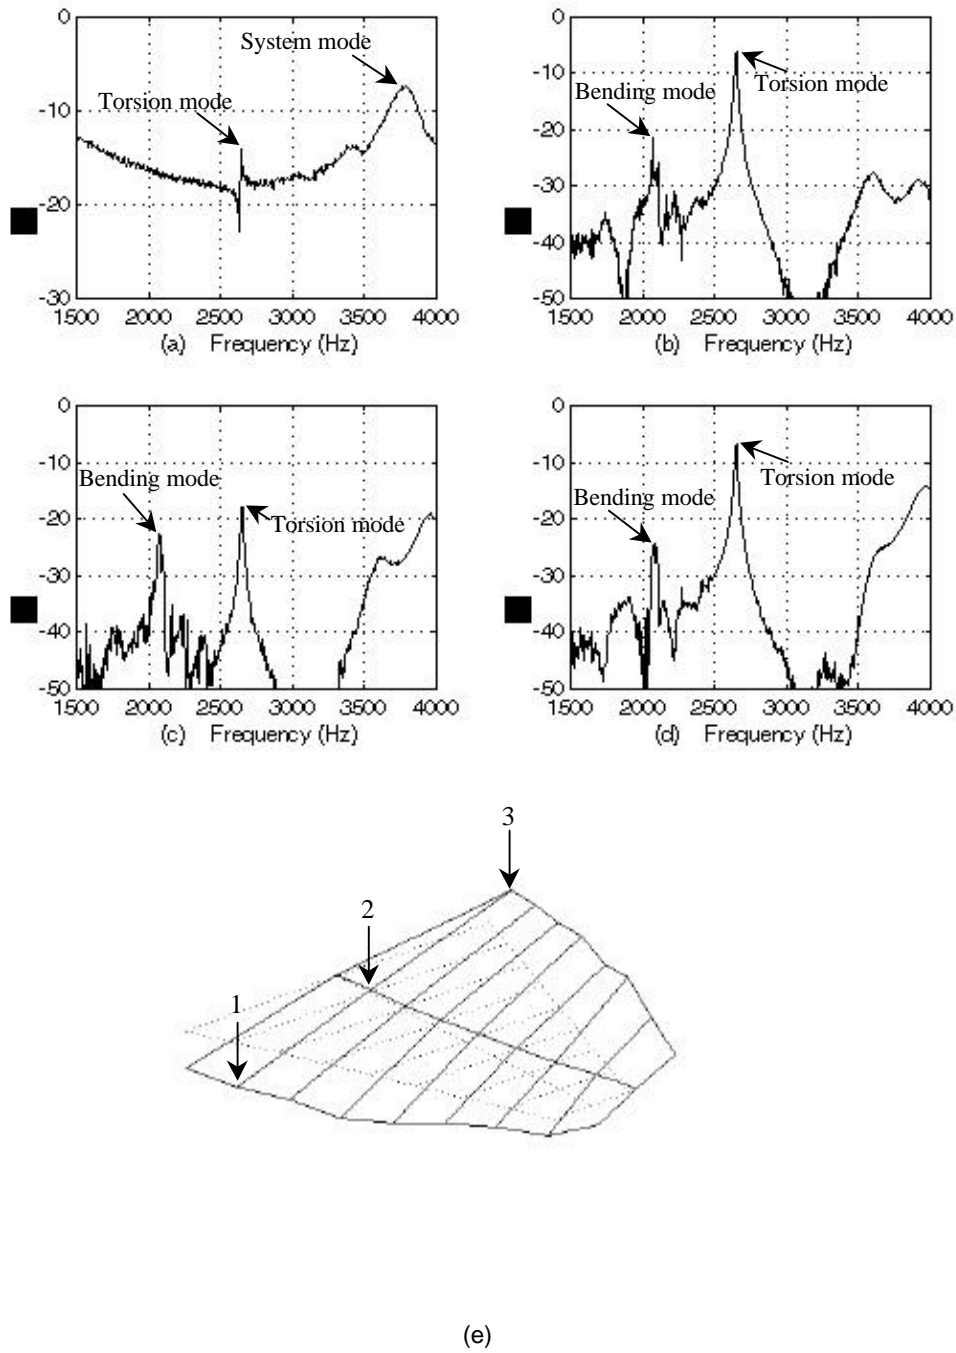 0
-10
-20
-30
System mode
Torsion mode
1500 2000 2500 3000 3500 4000
(a) Frequency (Hz)
0
-10
-20
-30
-40
-50
Bending mode
Torsion mode
1500 2000 2500 3000 3500 4000
(b) Frequency (Hz)
0
-10
-20
-30
-40
-50
Bending mode
Torsion mode
1500 2000 2500 3000 3500 4000
(c) Frequency (Hz)
0
-10
-20
-30
-40
-50
Bending mode
Torsion mode
1500 2000 2500 3000 3500 4000
(d) Frequency (Hz)
3
2
1
(e)